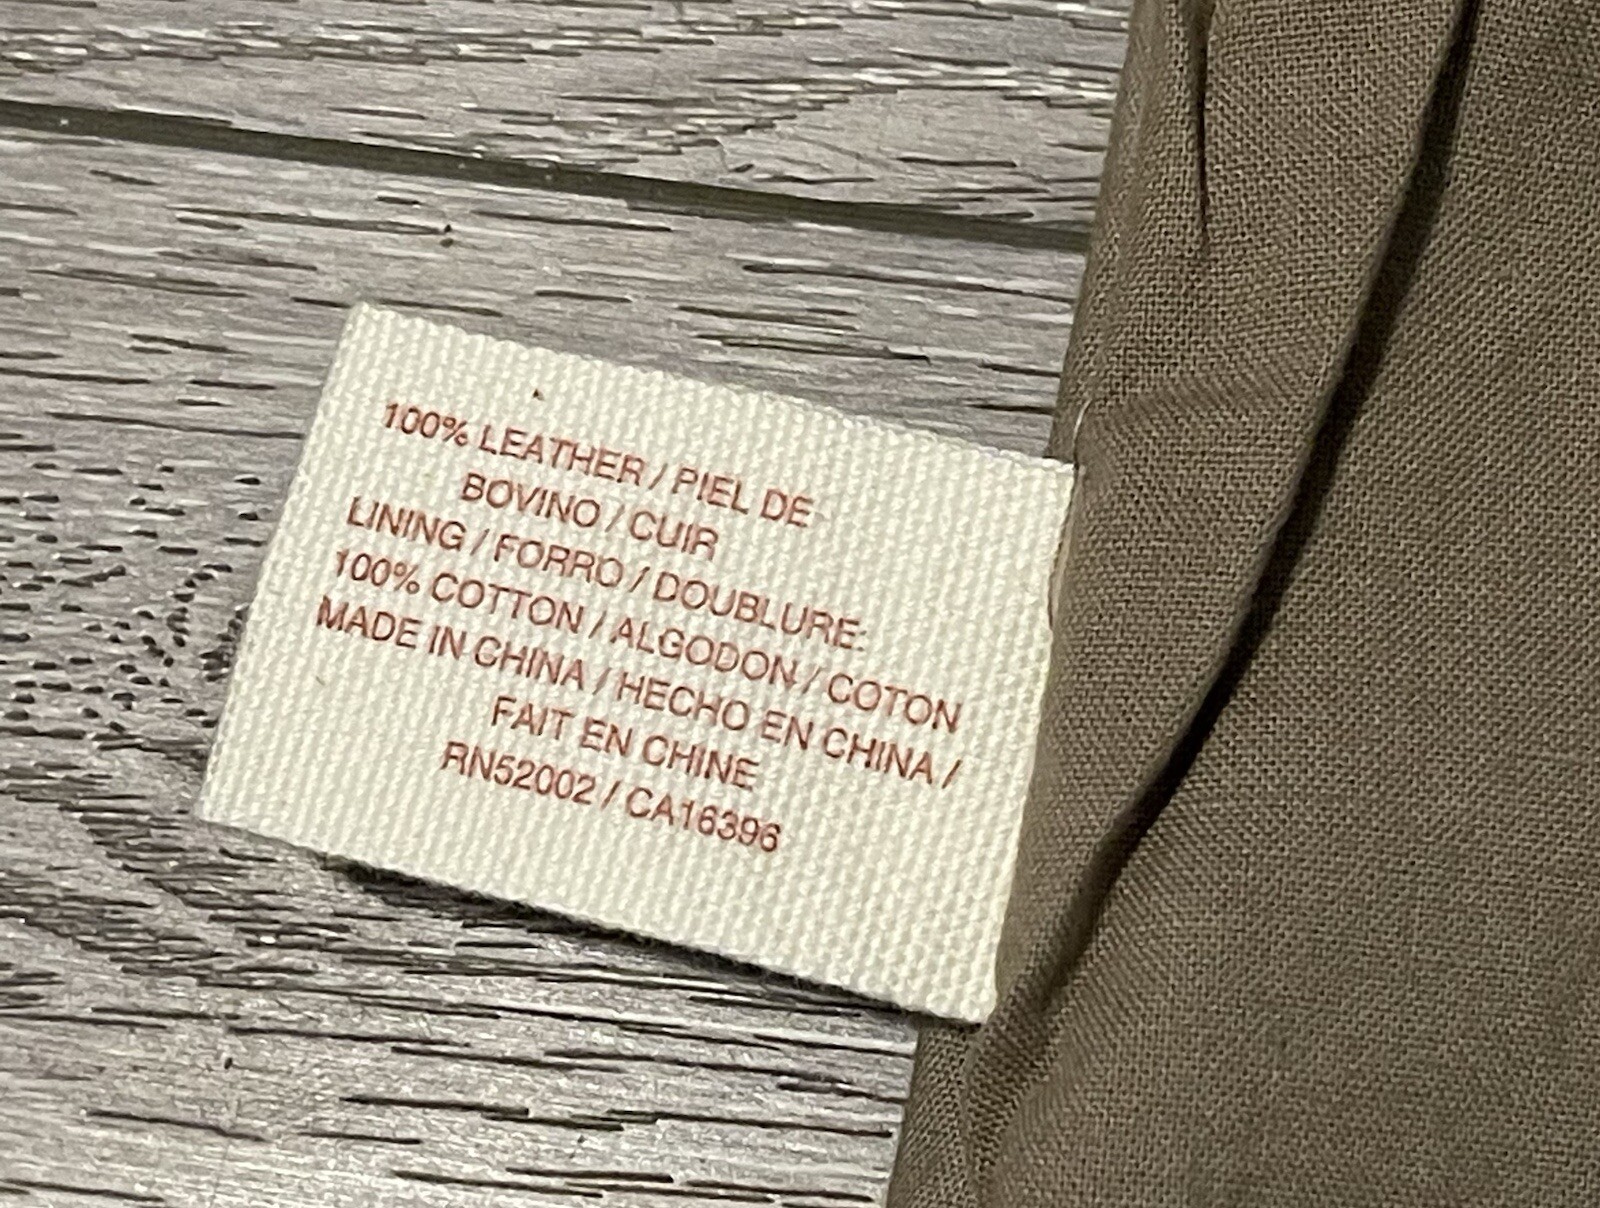 100% LEATHER / PIEL DE
BOVINO / CUIR
LINING / FORRO / DOUBLURE:
100% COTTON / ALGODON / COTON
MADE IN CHINA / HECHO EN CHINA /
FAIT EN CHINE
RN52002 / CA16396